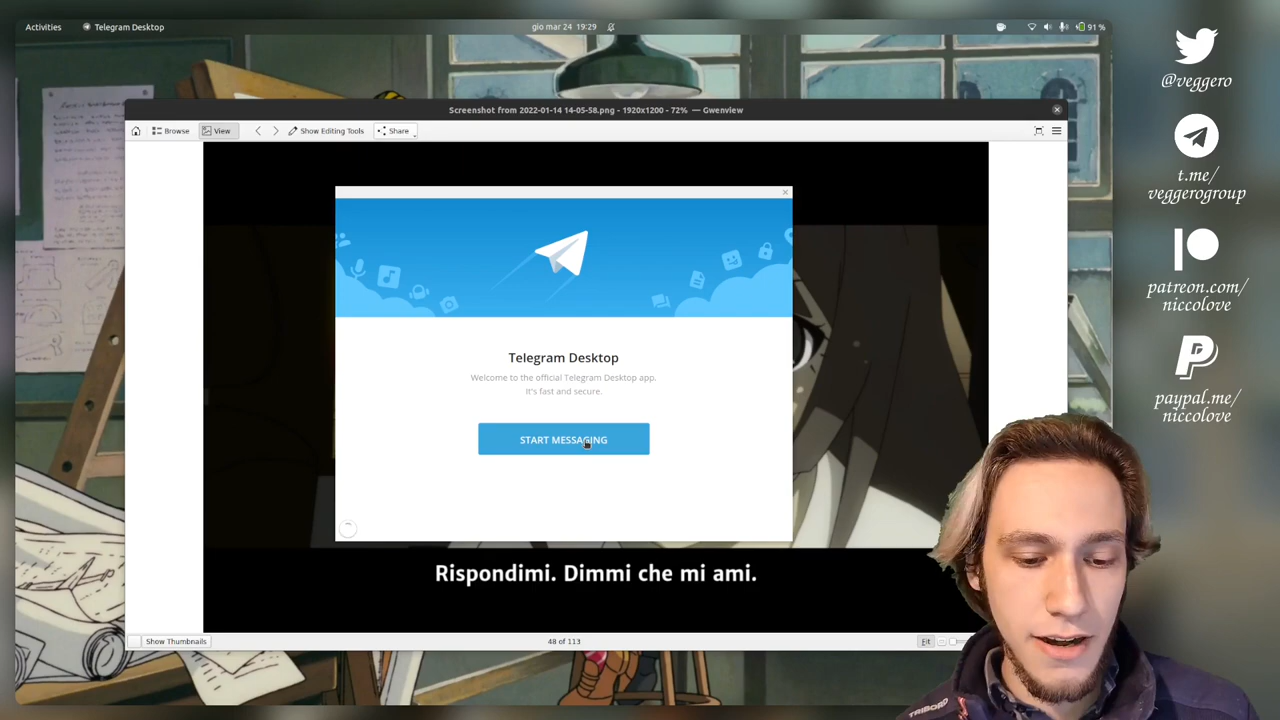 Activities
Telegram Desktop
gio mar 24 19:29
91 %
Screenshot from 2022-01-14 14-05-58.png - 1920x1200 - 72% — Gwenview
Browse
View
Show Editing Tools
Share
Telegram Desktop
Welcome to the official Telegram Desktop app.
It's fast and secure.
START MESSAGING
Rispondimi. Dimmi che mi ami.
Show Thumbnails
48 of 113
Fit
@veggero
t.me/
veggerogroup
patreon.com/
niccolove
paypal.me/
niccolove
TRIBORD